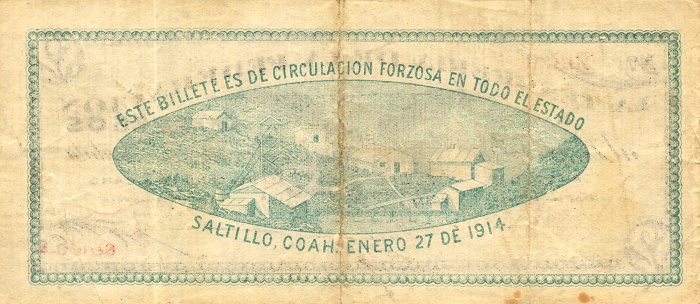 ESTE BILLETE ES DE CIRCULACION FORZOSA EN TODO EL ESTADO
SALTILLO, COAH. ENERO 27 DE 1914.